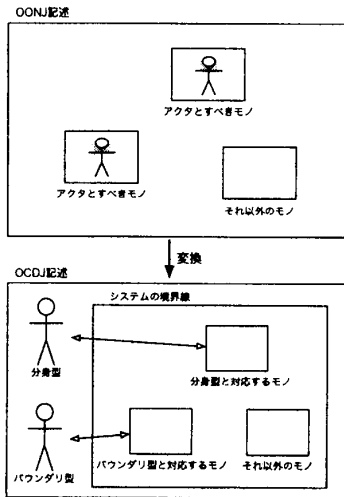 OONJ記述
アクタとすべきモノ
アクタとすべきモノ
それ以外のモノ
変換
OCDJ記述
システムの境界線
分身型
分身型と対応するモノ
バウンダリ型
バウンダリ型と対応するモノ
それ以外のモノ